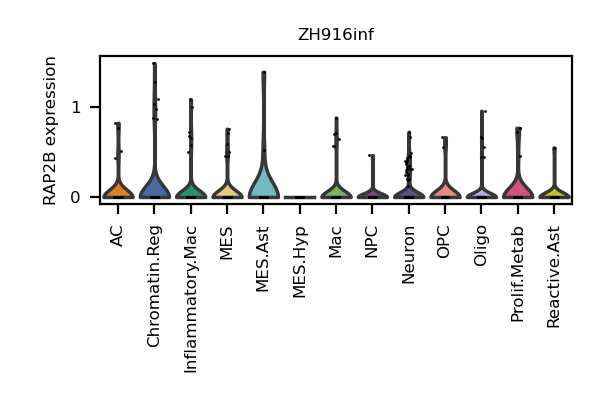 ZH916inf
RAP2B expression
1
0
AC
Chromatin.Reg
Inflammatory.Mac
MES
MES.Ast
MES.Hyp
Mac
NPC
Neuron
OPC
Oligo
Prolif.Metab
Reactive.Ast